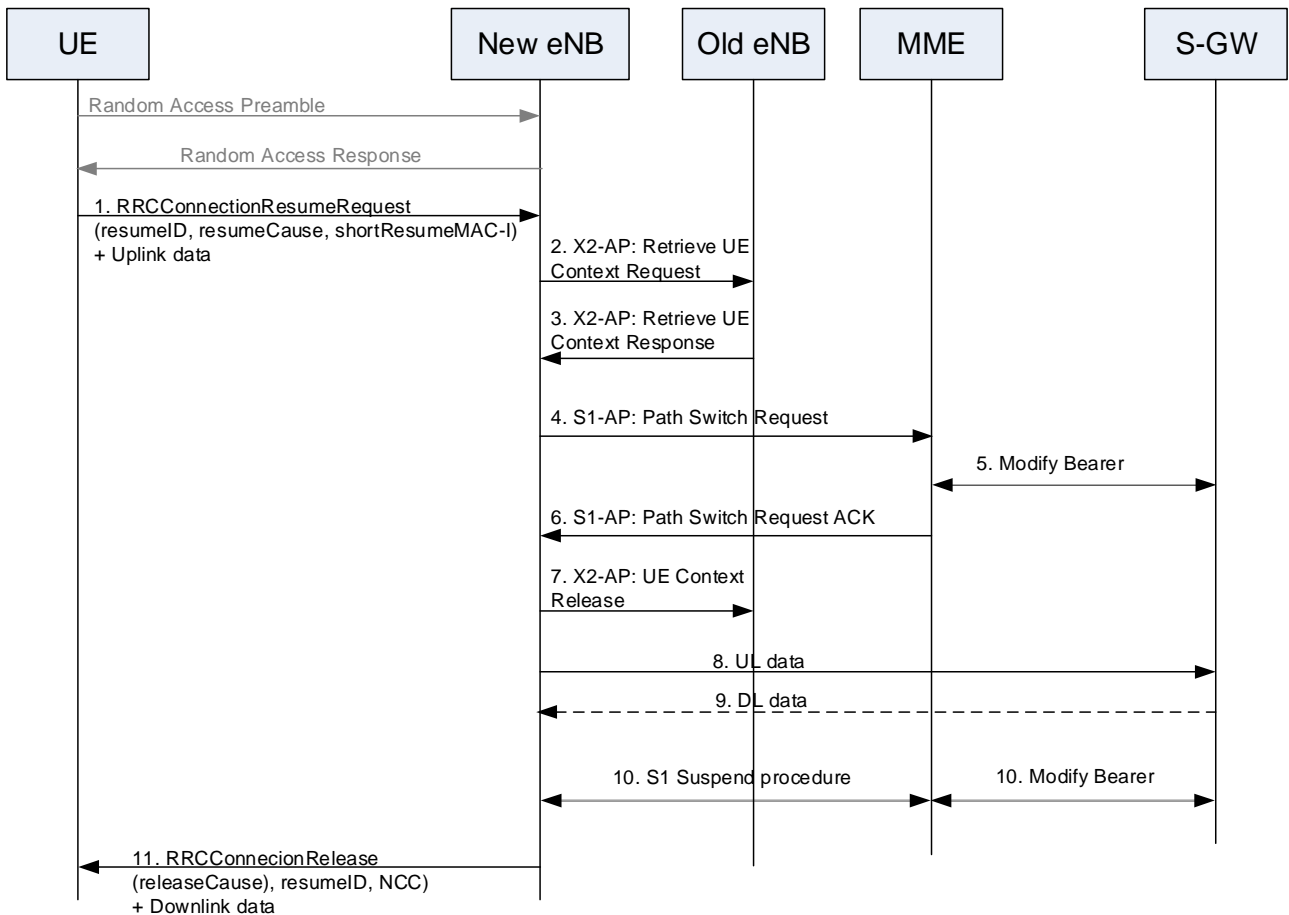 UE
New eNB
Old eNB
MME
S-GW
Random Access Preamble
Random Access Response
1. RRCConnectionResumeRequest
(resumeID, resumeCause, shortResumeMAC-I)
+ Uplink data
2. X2-AP: Retrieve UE
Context Request
3. X2-AP: Retrieve UE
Context Response
4. S1-AP: Path Switch Request
5. Modify Bearer
6. S1-AP: Path Switch Request ACK
7. X2-AP: UE Context
Release
8. UL data
9. DL data
10. S1 Suspend procedure
10. Modify Bearer
11. RRCConnecionRelease
(releaseCause), resumeID, NCC)
+ Downlink data